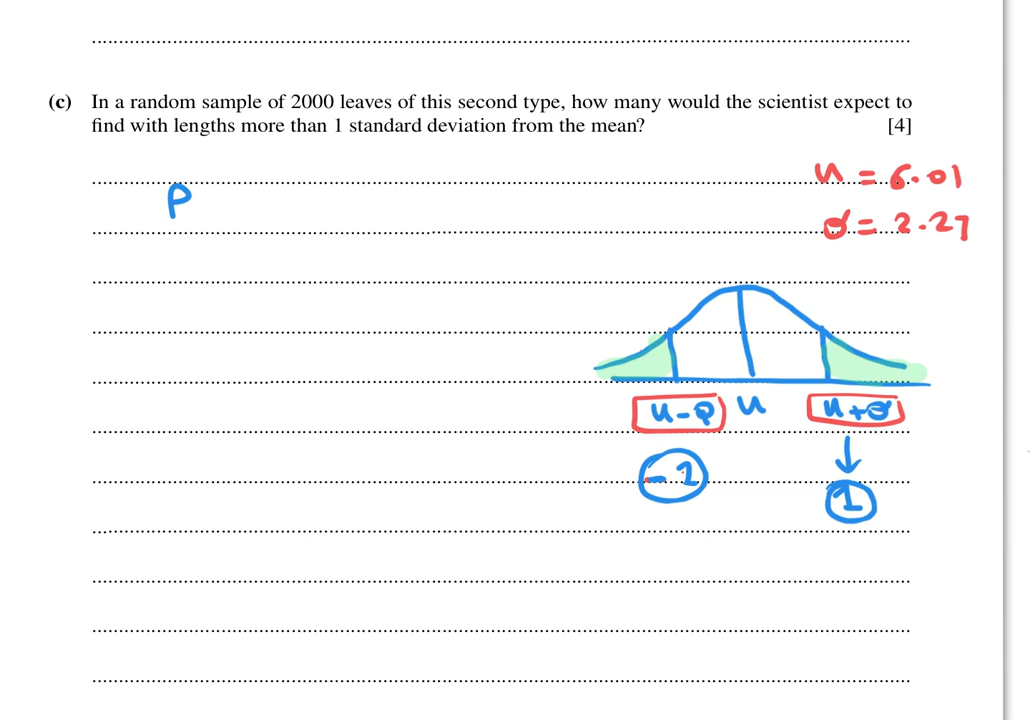 (c) In a random sample of 2000 leaves of this second type, how many would the scientist expect to
find with lengths more than 1 standard deviation from the mean? [4]
P
μ = 6.01
σ = 2.27
μ-σ μ μ+σ
-1 1